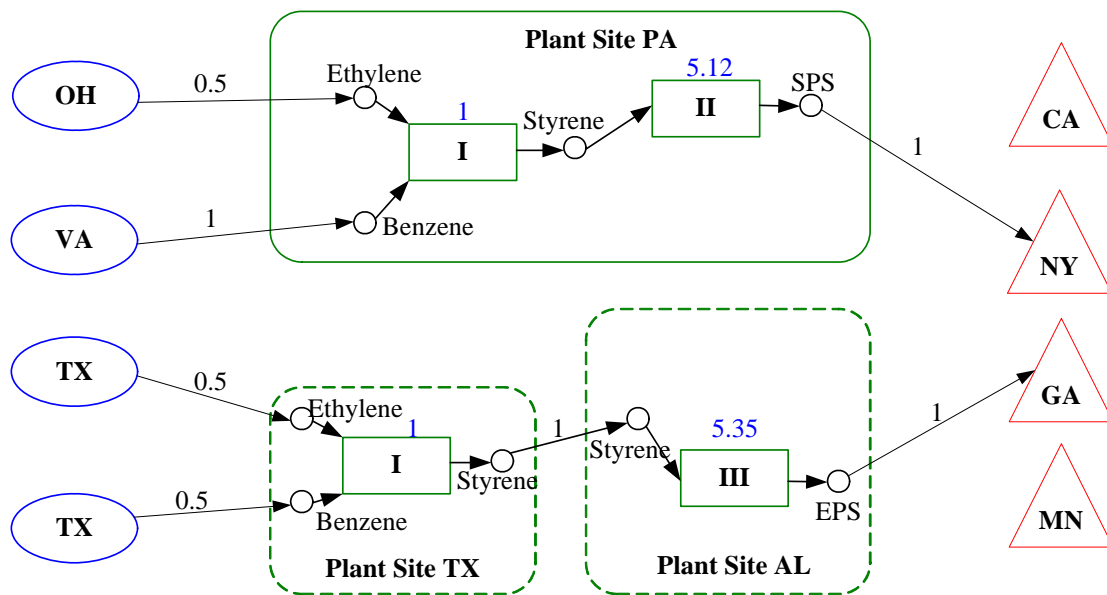 Plant Site PA
OH
0.5
Ethylene
1
I
Styrene
5.12
II
SPS
1
CA
VA
1
Benzene
NY
TX
0.5
Ethylene
1
I
Styrene
1
Styrene
5.35
III
EPS
1
GA
TX
0.5
Benzene
Plant Site TX
Plant Site AL
MN